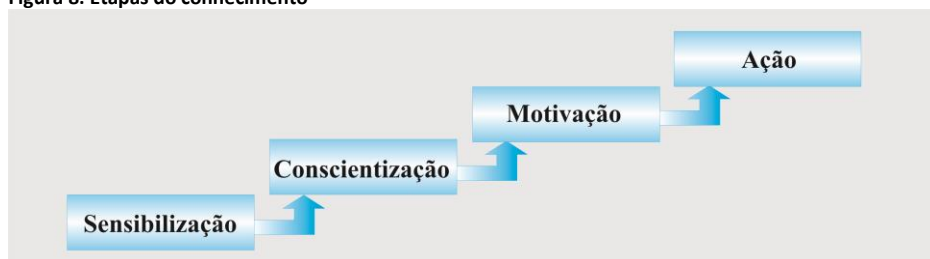 Figura 8. Etapas do conhecimento
Ação
Motivação
Conscientização
Sensibilização